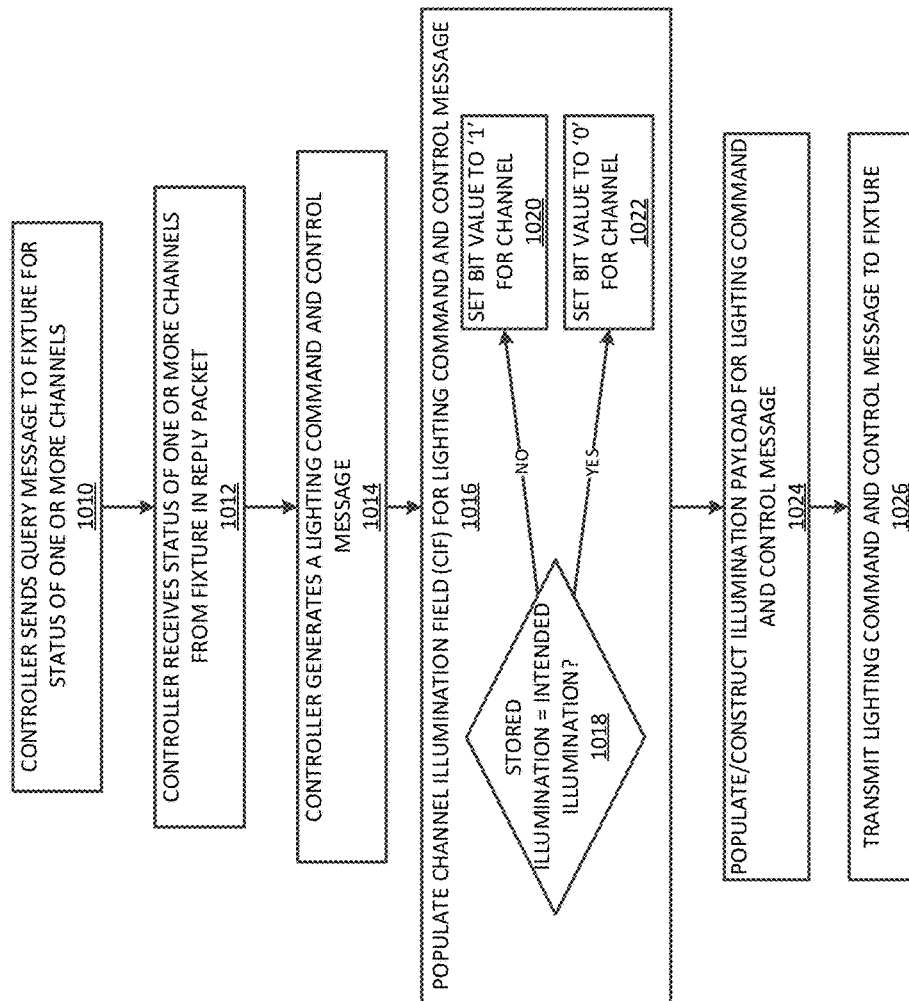 CONTROLLER SENDS QUERY MESSAGE TO FIXTURE FOR
STATUS OF ONE OR MORE CHANNELS
1010
CONTROLLER RECEIVES STATUS OF ONE OR MORE CHANNELS
FROM FIXTURE IN REPLY PACKET
1012
CONTROLLER GENERATES A LIGHTING COMMAND AND CONTROL
MESSAGE
1014
POPULATE CHANNEL ILLUMINATION FIELD (CIF) FOR LIGHTING COMMAND AND CONTROL MESSAGE
1016
STORED
ILLUMINATION = INTENDED
ILLUMINATION?
1018
NO
SET BIT VALUE TO '1'
FOR CHANNEL
1020
YES
SET BIT VALUE TO '0'
FOR CHANNEL
1022
POPULATE/CONSTRUCT ILLUMINATION PAYLOAD FOR LIGHTING COMMAND
AND CONTROL MESSAGE
1024
TRANSMIT LIGHTING COMMAND AND CONTROL MESSAGE TO FIXTURE
1026